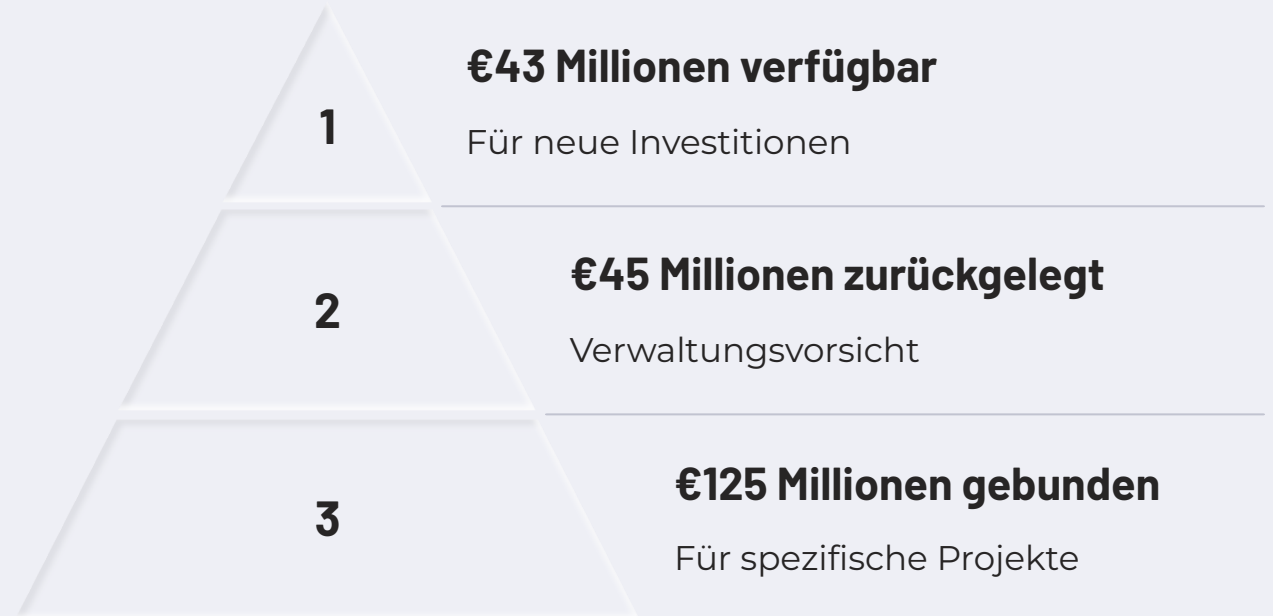 1
€43 Millionen verfügbar
Für neue Investitionen
2
€45 Millionen zurückgelegt
Verwaltungsvorsicht
3
€125 Millionen gebunden
Für spezifische Projekte